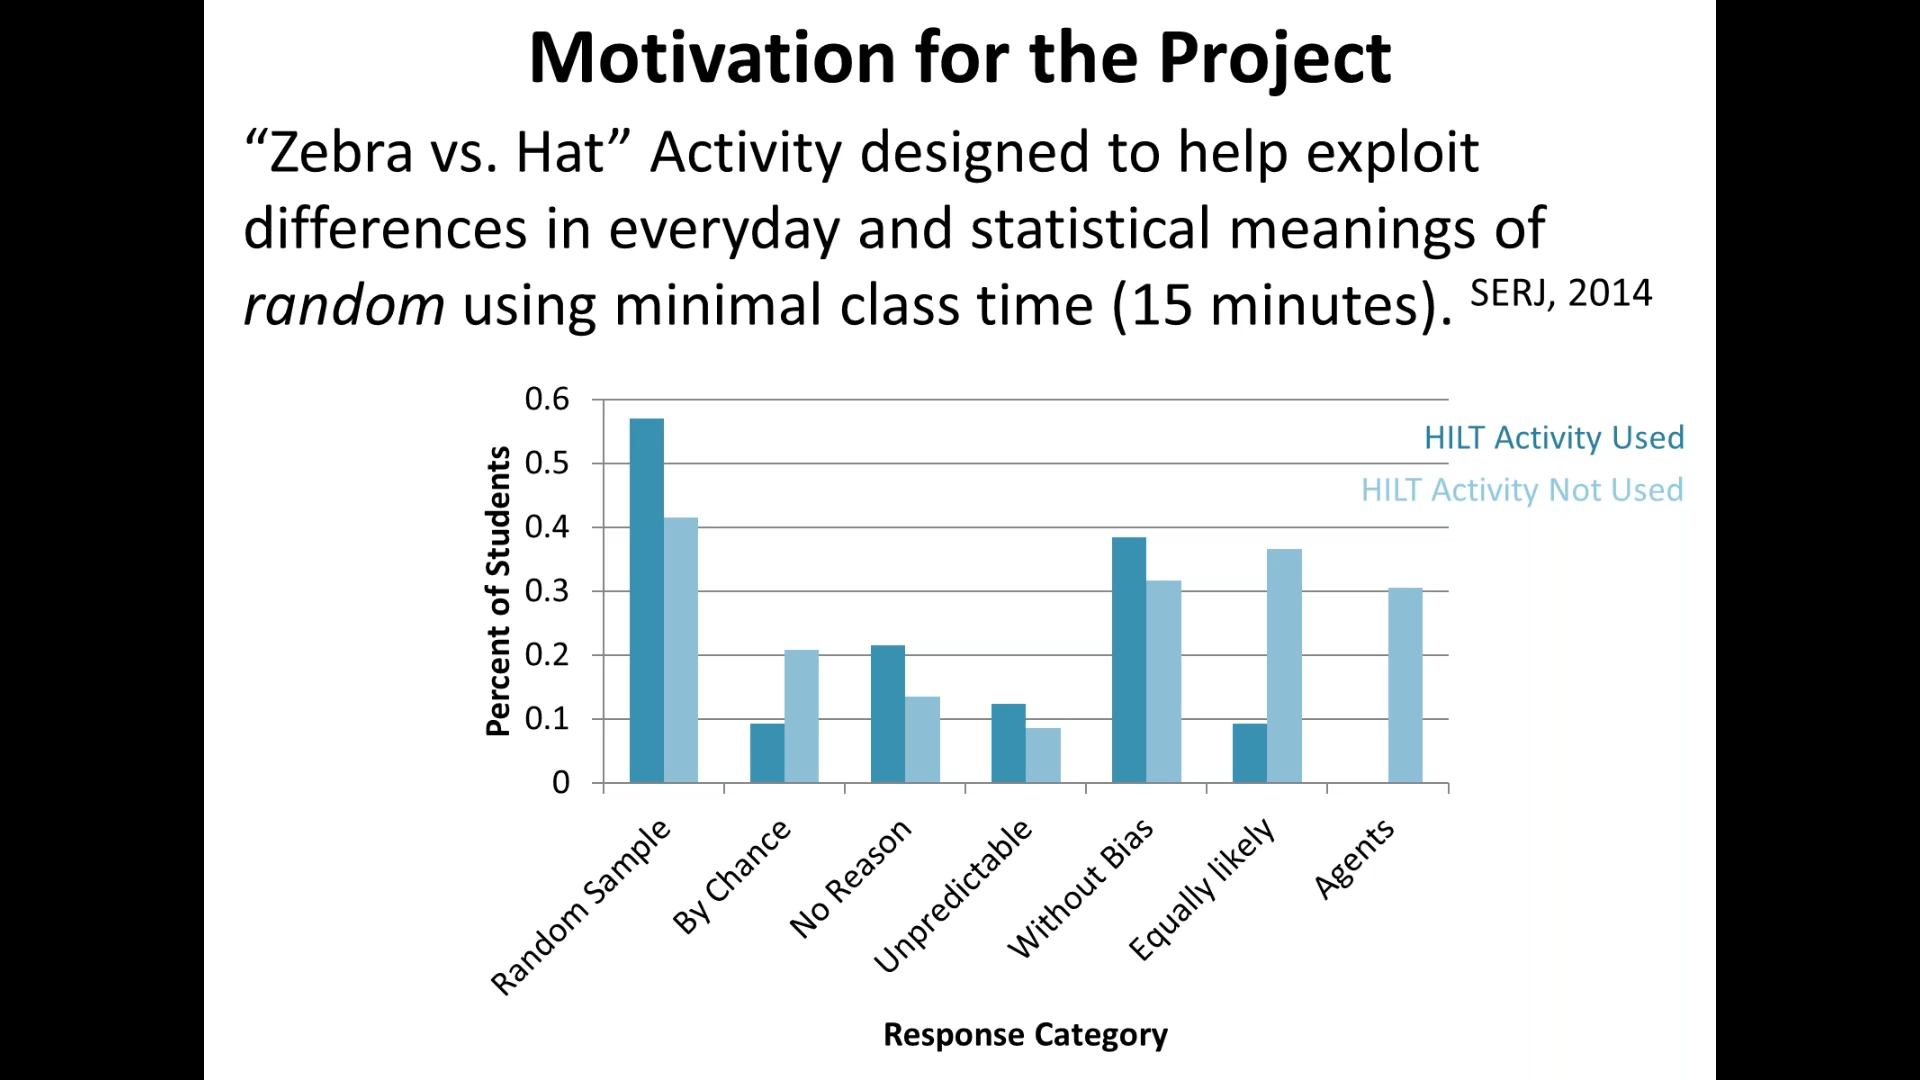 Motivation for the Project
“Zebra vs. Hat” Activity designed to help exploit
differences in everyday and statistical meanings of
random using minimal class time (15 minutes). SERJ, 2014
HILT Activity Used
HILT Activity Not Used
Percent of Students
0.6
0.5
0.4
0.3
0.2
0.1
0
Random Sample
By Chance
No Reason
Unpredictable
Without Bias
Equally likely
Agents
Response Category